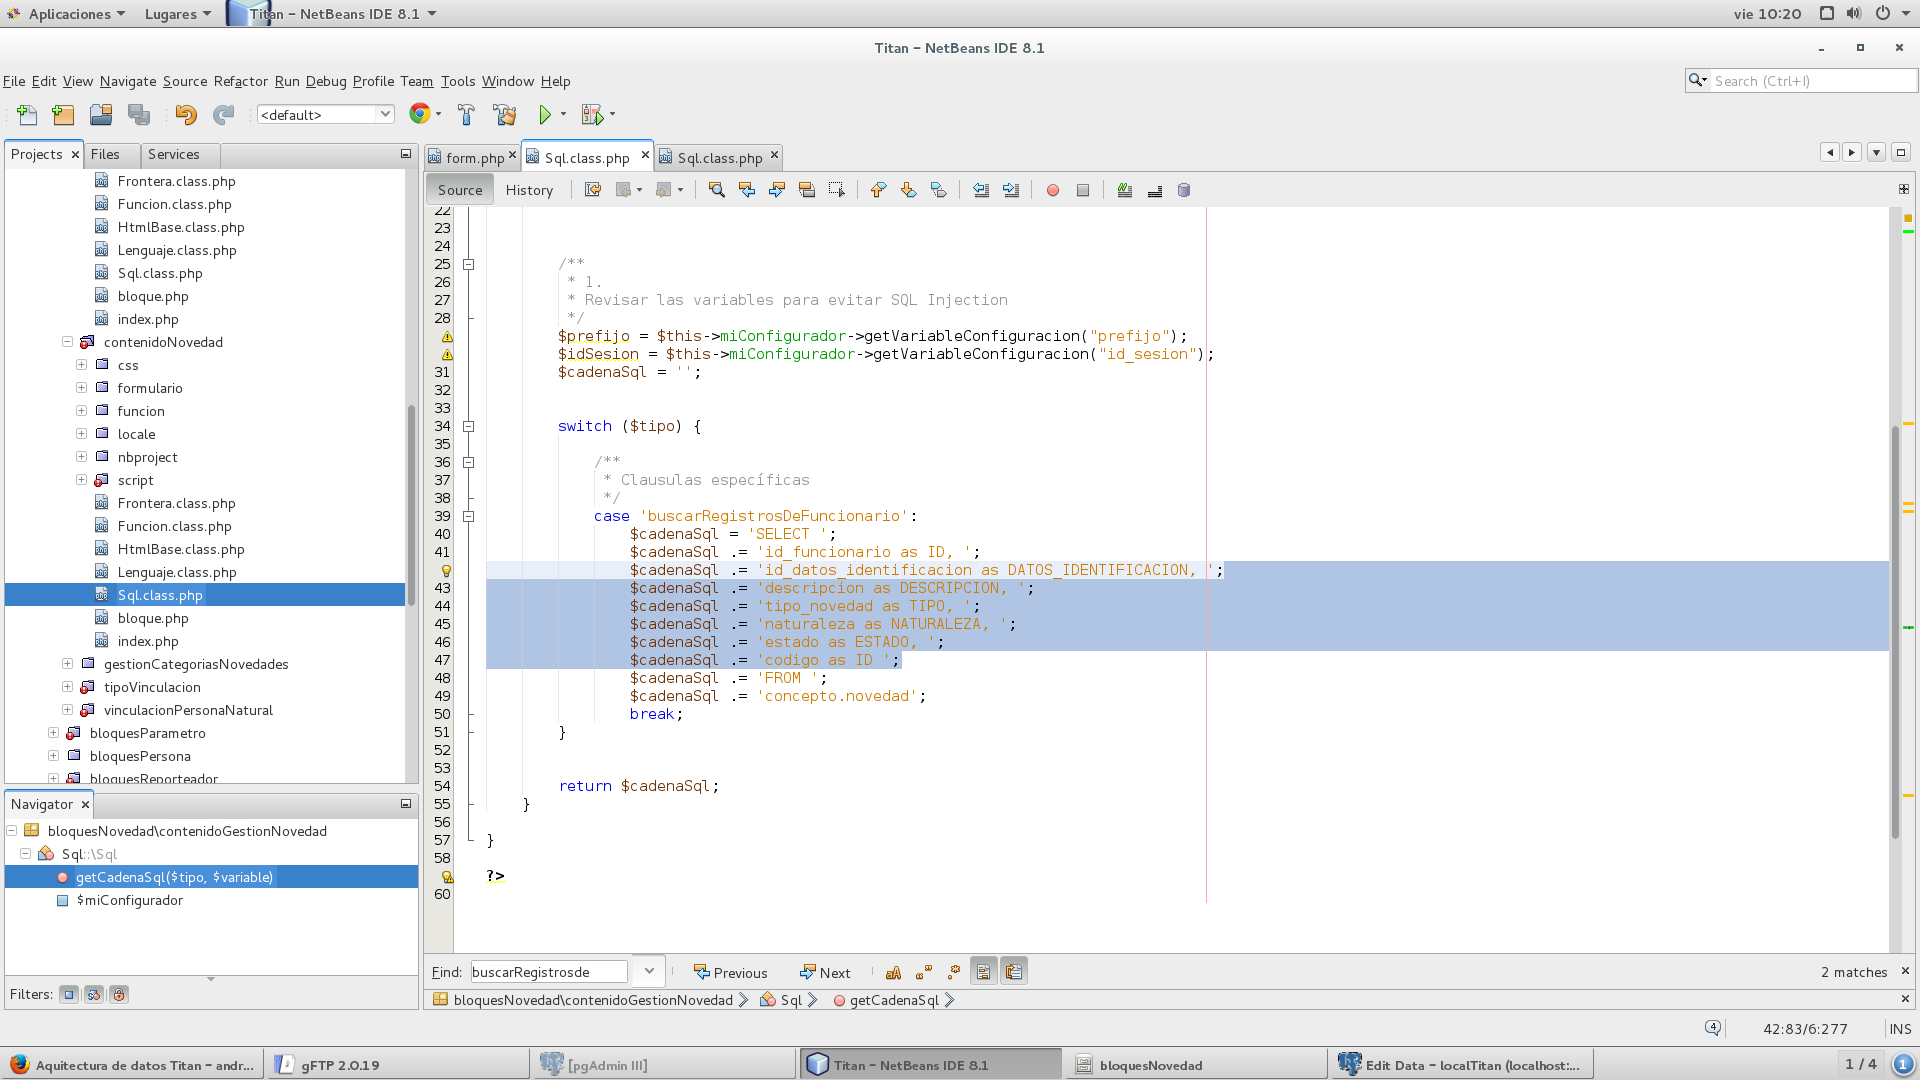 Aplicaciones
Lugares
Titan – NetBeans IDE 8.1
vie 10:20
Titan – NetBeans IDE 8.1
File Edit View Navigate Source Refactor Run Debug Profile Team Tools Window Help
Search (Ctrl+I)
<default>
Projects
Files
Services
form.php
Sql.class.php
Sql.class.php
Source
History
Frontera.class.php
Funcion.class.php
HtmlBase.class.php
Lenguaje.class.php
Sql.class.php
bloque.php
index.php
contenidoNovedad
css
formulario
funcion
locale
nbproject
script
Frontera.class.php
Funcion.class.php
HtmlBase.class.php
Lenguaje.class.php
Sql.class.php
bloque.php
index.php
gestionCategoriasNovedades
tipoVinculacion
vinculacionPersonaNatural
bloquesParametro
bloquesPersona
bloquesReporteador
Navigator
bloquesNovedad\contenidoGestionNovedad
Sql::\Sql
getCadenaSql($tipo, $variable)
$miConfigurador
Filters:
22
23
24
25 /**
26 * 1.
27 * Revisar las variables para evitar SQL Injection
28 */
$prefijo = $this->miConfigurador->getVariableConfiguracion("prefijo");
$idSesion = $this->miConfigurador->getVariableConfiguracion("id_sesion");
31 $cadenaSql = '';
32
33
34 switch ($tipo) {
35
36 /**
37 * Clausulas específicas
38 */
39 case 'buscarRegistrosDeFuncionario':
40 $cadenaSql = 'SELECT ';
41 $cadenaSql .= 'id_funcionario as ID, ';
$cadenaSql .= 'id_datos_identificacion as DATOS_IDENTIFICACION, ';
43 $cadenaSql .= 'descripcion as DESCRIPCION, ';
44 $cadenaSql .= 'tipo_novedad as TIPO, ';
45 $cadenaSql .= 'naturaleza as NATURALEZA, ';
46 $cadenaSql .= 'estado as ESTADO, ';
47 $cadenaSql .= 'codigo as ID ';
48 $cadenaSql .= 'FROM ';
49 $cadenaSql .= 'concepto.novedad';
50 break;
51 }
52
53
54 return $cadenaSql;
55 }
56
57 }
58
?>
60
Find: buscarRegistrosde
Previous
Next
2 matches
bloquesNovedad\contenidoGestionNovedad
Sql
getCadenaSql
4
42:83/6:277
INS
Aquitectura de datos Titan – andr...
gFTP 2.0.19
[pgAdmin III]
Titan – NetBeans IDE 8.1
bloquesNovedad
Edit Data – localTitan (localhost:...
1 / 4
1